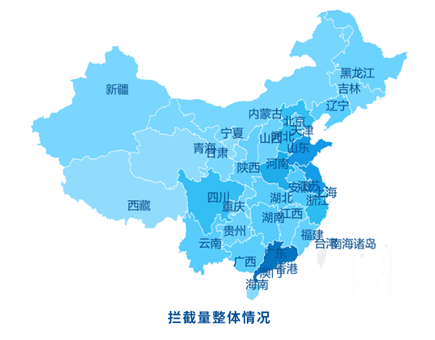 黑龙江
吉林
新疆
辽宁
内蒙古
北京
天津
河北
山西
宁夏
山东
青海
甘肃
陕西
河南
江苏
安徽
上海
四川
湖北
浙江
重庆
西藏
湖南
江西
贵州
福建
云南
台湾
南海诸岛
广西
香港
澳门
海南
拦截量整体情况